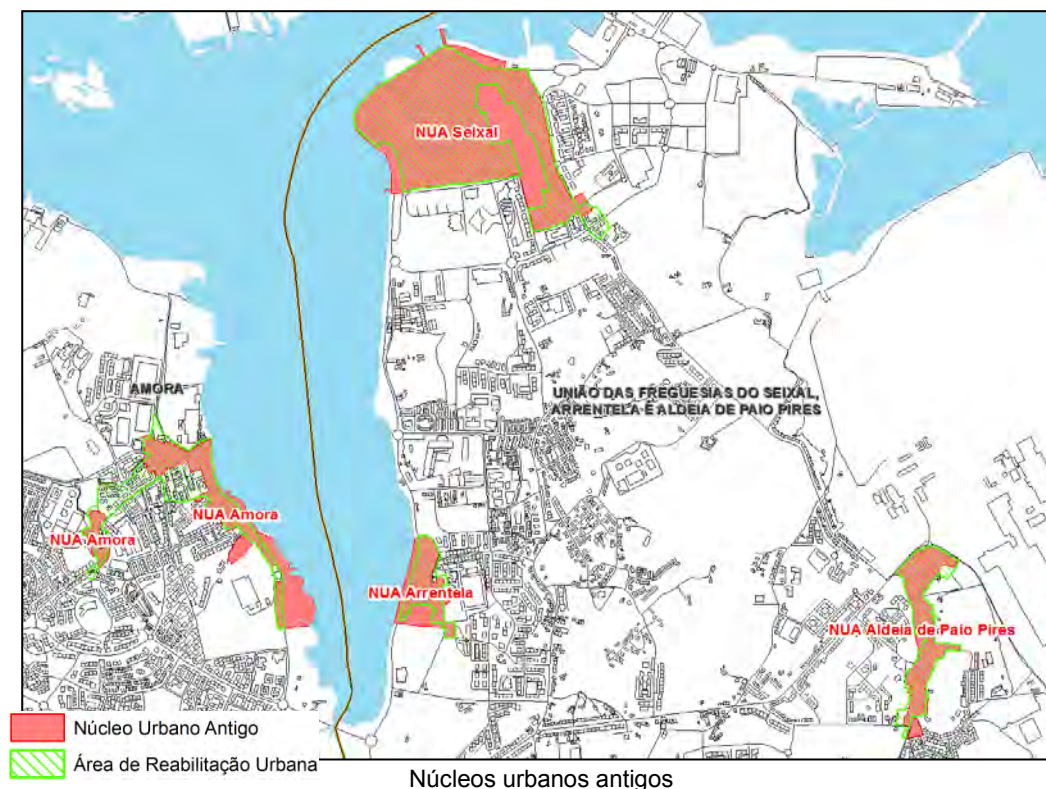 NUA Seixal
AMORA
UNIÃO DAS FREGUESIAS DO SEIXAL,
ARRENTELA E ALDEIA DE PAIO PIRES
NUA Amora
NUA Amora
NUA Arrentela
NUA Aldeia de Paio Pires
Núcleo Urbano Antigo
Área de Reabilitação Urbana
Núcleos urbanos antigos